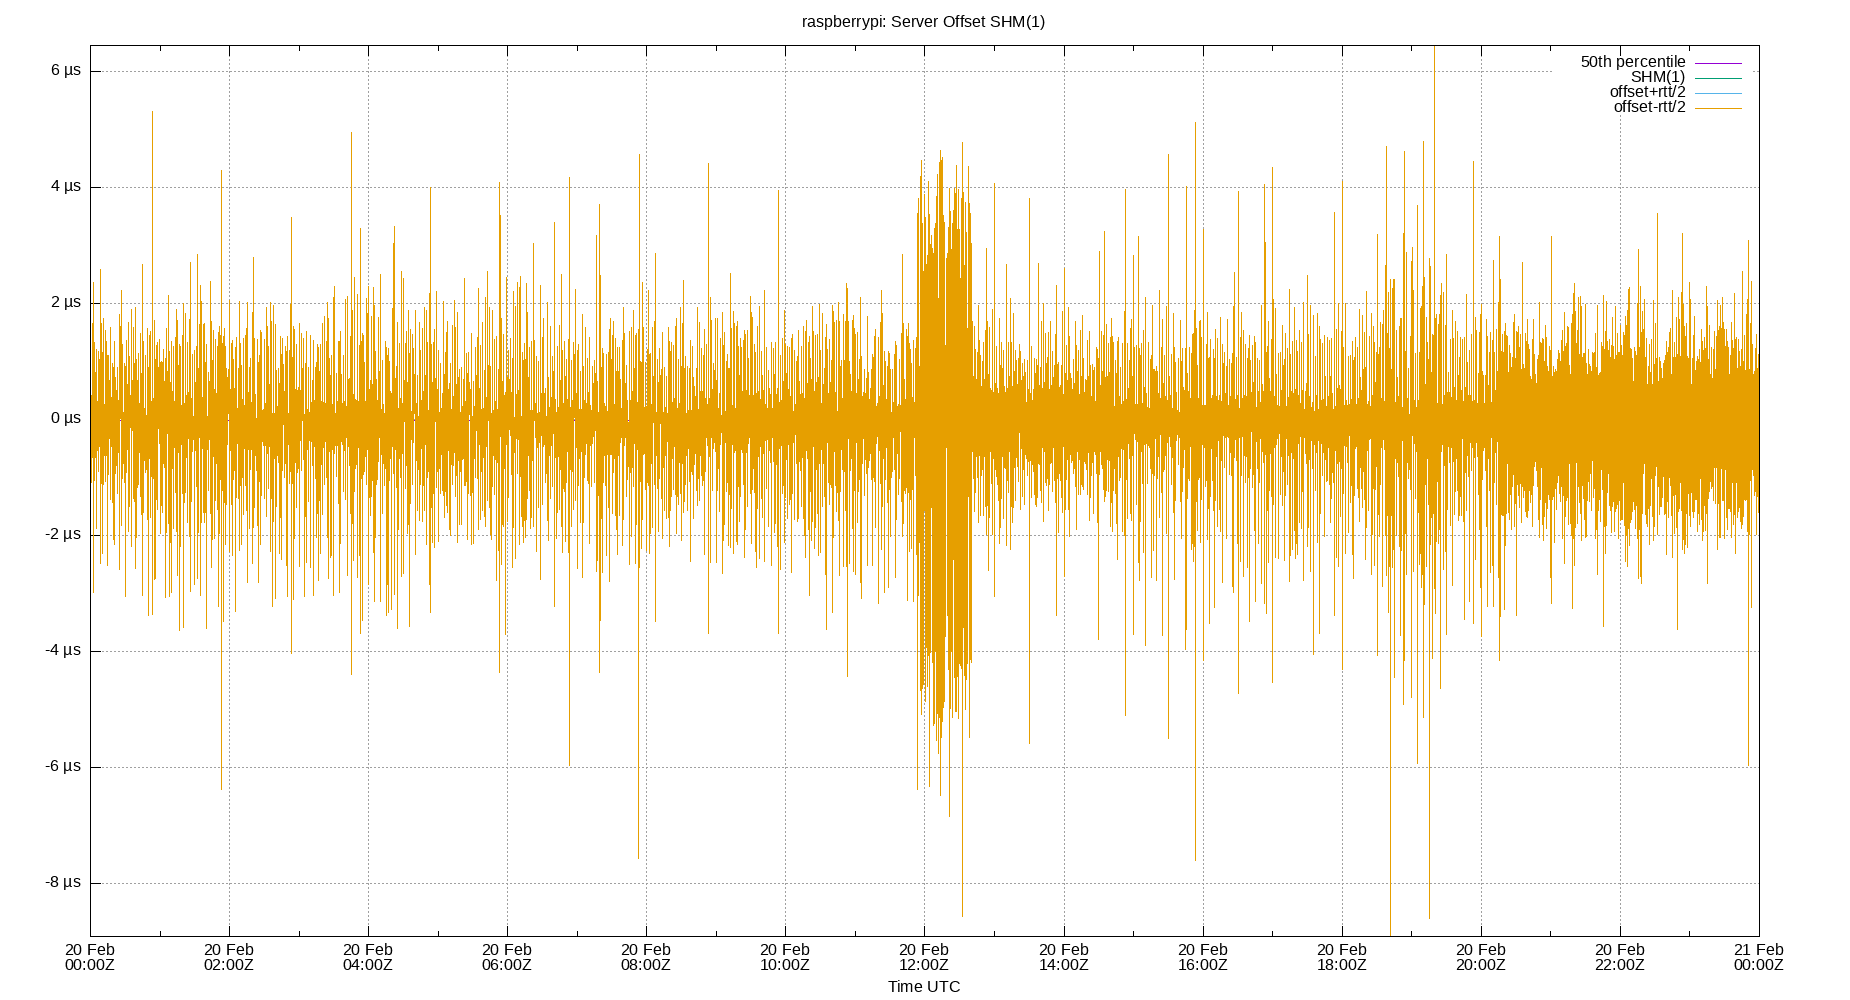 raspberrypi: Server Offset SHM(1)
50th percentile
SHM(1)
offset+rtt/2
offset-rtt/2
6 µs
4 µs
2 µs
0 µs
-2 µs
-4 µs
-6 µs
-8 µs
20 Feb 20 Feb 20 Feb 20 Feb 20 Feb 20 Feb 20 Feb 20 Feb 20 Feb 20 Feb 20 Feb 20 Feb 21 Feb
00:00Z 02:00Z 04:00Z 06:00Z 08:00Z 10:00Z 12:00Z 14:00Z 16:00Z 18:00Z 20:00Z 22:00Z 00:00Z
Time UTC